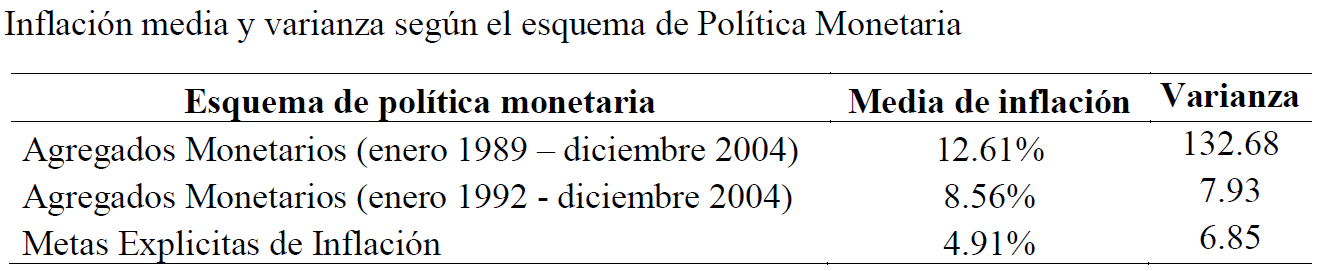 Inflación media y varianza según el esquema de Política Monetaria
Esquema de política monetaria Media de inflación Varianza
Agregados Monetarios (enero 1989 – diciembre 2004) 12.61% 132.68
Agregados Monetarios (enero 1992 - diciembre 2004) 8.56% 7.93
Metas Explicitas de Inflación 4.91% 6.85